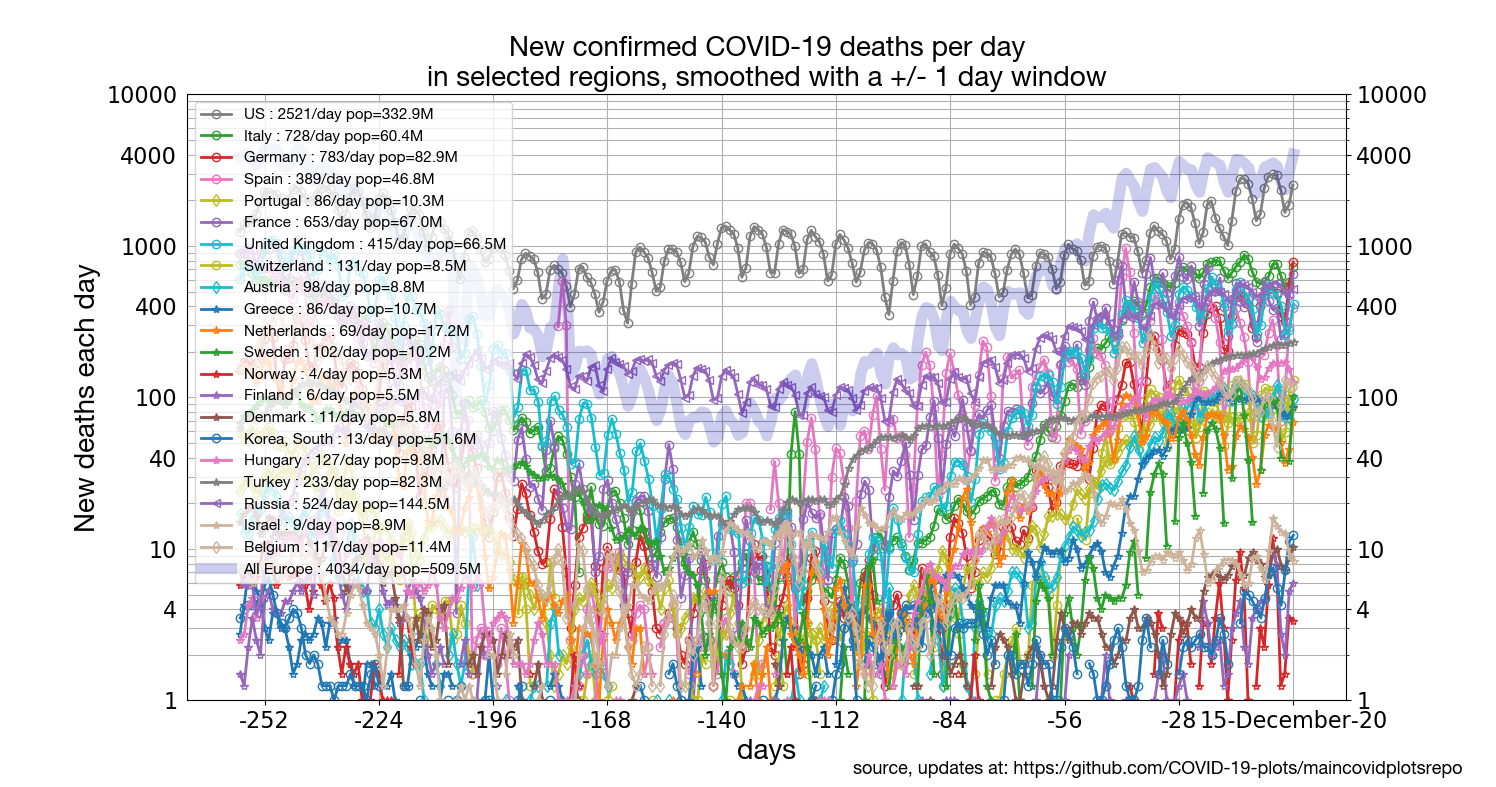 New confirmed COVID-19 deaths per day
in selected regions, smoothed with a +/- 1 day window
New deaths each day
10000
4000
1000
400
100
40
10
4
1
US : 2521/day pop=332.9M
Italy : 728/day pop=60.4M
Germany : 783/day pop=82.9M
Spain : 389/day pop=46.8M
Portugal : 86/day pop=10.3M
France : 653/day pop=67.0M
United Kingdom : 415/day pop=66.5M
Switzerland : 131/day pop=8.5M
Austria : 98/day pop=8.8M
Greece : 86/day pop=10.7M
Netherlands : 69/day pop=17.2M
Sweden : 102/day pop=10.2M
Norway : 4/day pop=5.3M
Finland : 6/day pop=5.5M
Denmark : 11/day pop=5.8M
Korea, South : 13/day pop=51.6M
Hungary : 127/day pop=9.8M
Turkey : 233/day pop=82.3M
Russia : 524/day pop=144.5M
Israel : 9/day pop=8.9M
Belgium : 117/day pop=11.4M
All Europe : 4034/day pop=509.5M
10000
4000
1000
400
100
40
10
4
1
-252 -224 -196 -168 -140 -112 -84 -56 -28 15-December-20
days
source, updates at: https://github.com/COVID-19-plots/maincovidplotsrepo